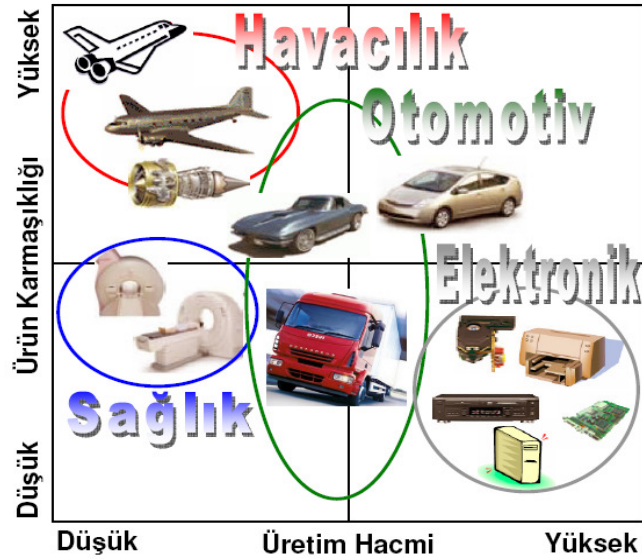 Havacılık
Otomotiv
Elektronik
Sağlık
Yüksek
Ürün Karmaşıklığı
Düşük
Düşük
Üretim Hacmi
Yüksek